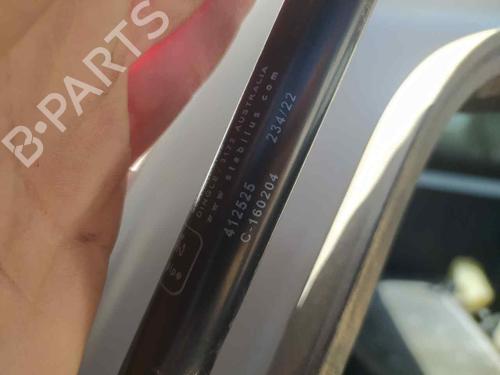 B-PARTS
DINGLEY 3172 AUSTRALIA
www.stabilus.com
412525 234/22
C-160204